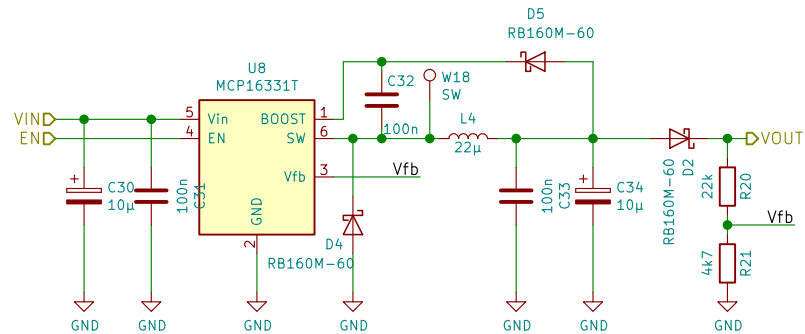 D5
RB160M-60
U8
MCP16331T
C32
100n
W18
SW
L4
22µ
VIN
EN
5
4
Vin
EN
BOOST
SW
Vfb
GND
1
6
3
2
Vfb
VOUT
+
C30
10µ
100n
C31
D4
RB160M-60
100n
C33
+
C34
10µ
RB160M-60
D2
22k
R20
Vfb
4k7
R21
GND
GND
GND
GND
GND
GND
GND